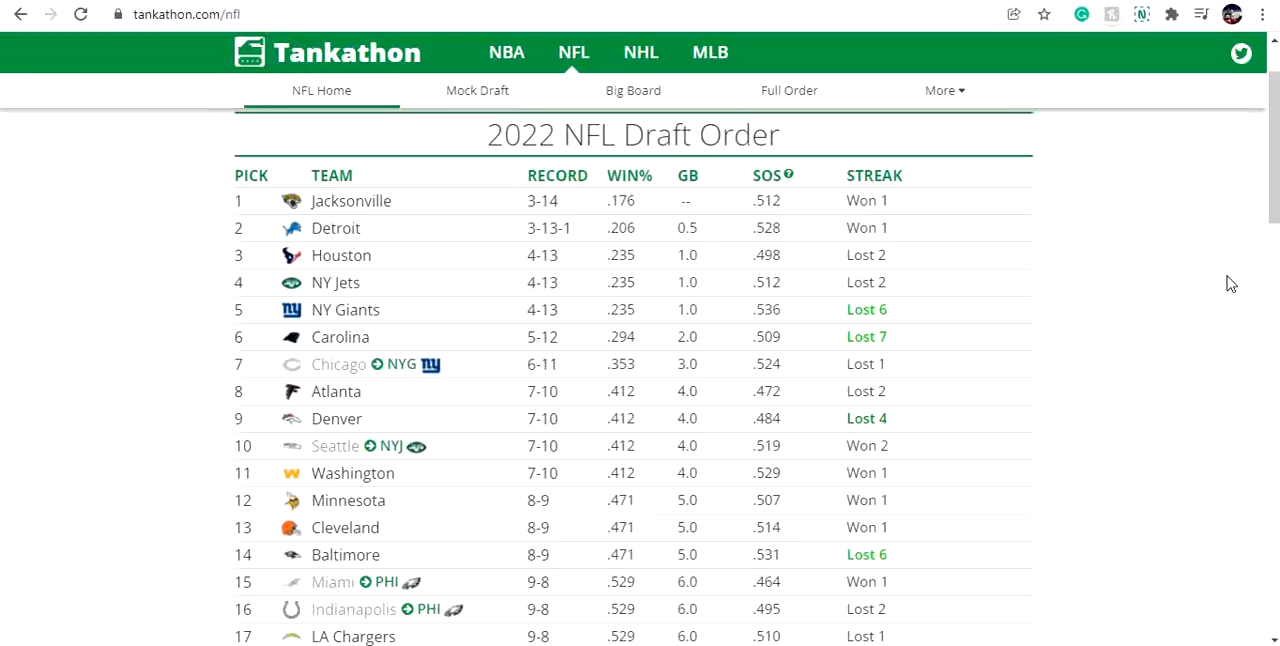 tankathon.com/nfl
Tankathon NBA NFL NHL MLB
NFL Home Mock Draft Big Board Full Order More
2022 NFL Draft Order
PICK TEAM RECORD WIN% GB SOS ? STREAK
1 Jacksonville 3-14 .176 -- .512 Won 1
2 Detroit 3-13-1 .206 0.5 .528 Won 1
3 Houston 4-13 .235 1.0 .498 Lost 2
4 NY Jets 4-13 .235 1.0 .512 Lost 2
5 NY Giants 4-13 .235 1.0 .536 Lost 6
6 Carolina 5-12 .294 2.0 .509 Lost 7
7 Chicago NYG ny 6-11 .353 3.0 .524 Lost 1
8 Atlanta 7-10 .412 4.0 .472 Lost 2
9 Denver 7-10 .412 4.0 .484 Lost 4
10 Seattle NYJ 7-10 .412 4.0 .519 Won 2
11 Washington 7-10 .412 4.0 .529 Won 1
12 Minnesota 8-9 .471 5.0 .507 Won 1
13 Cleveland 8-9 .471 5.0 .514 Won 1
14 Baltimore 8-9 .471 5.0 .531 Lost 6
15 Miami PHI 9-8 .529 6.0 .464 Won 1
16 Indianapolis PHI 9-8 .529 6.0 .495 Lost 2
17 LA Chargers 9-8 .529 6.0 .510 Lost 1